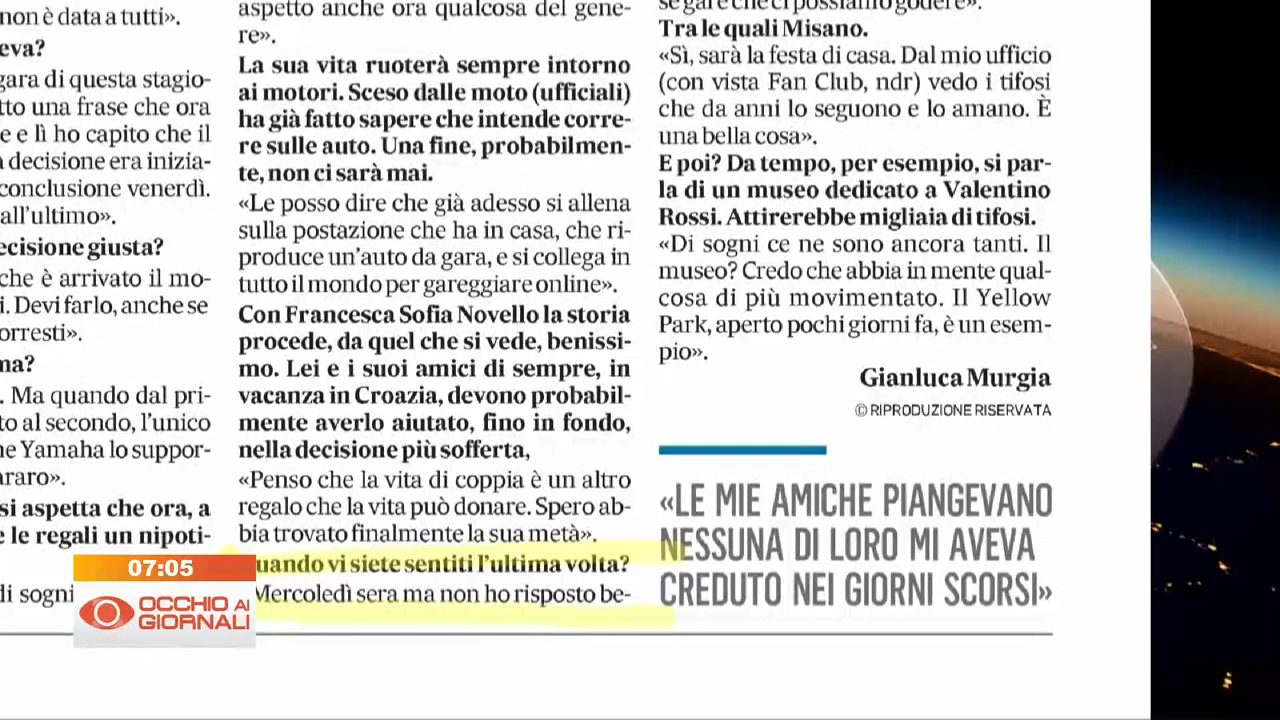 non è data a tutti».
eva?
gara di questa stagio-
tto una frase che ora
e e lì ho capito che il
decisione era inizia-
conclusione venerdì.
all'ultimo».
ecisione giusta?
che è arrivato il mo-
i. Devi farlo, anche se
orresti».
ma?
. Ma quando dal pri-
to al secondo, l'unico
ne Yamaha lo suppor-
araro».
si aspetta che ora, a
e le regali un nipoti-
di sogni
aspetto anche ora qualcosa del gene-
re».
La sua vita ruoterà sempre intorno
ai motori. Sceso dalle moto (ufficiali)
ha già fatto sapere che intende corre-
re sulle auto. Una fine, probabilmen-
te, non ci sarà mai.
«Le posso dire che già adesso si allena
sulla postazione che ha in casa, che ri-
produce un'auto da gara, e si collega in
tutto il mondo per gareggiare online».
Con Francesca Sofia Novello la storia
procede, da quel che si vede, benissi-
mo. Lei e i suoi amici di sempre, in
vacanza in Croazia, devono probabil-
mente averlo aiutato, fino in fondo,
nella decisione più sofferta,
«Penso che la vita di coppia è un altro
regalo che la vita può donare. Spero ab-
bia trovato finalmente la sua metà».
uando vi siete sentiti l'ultima volta?
Mercoledì sera ma non ho risposto be-
se gare che ci possiamo godere».
Tra le quali Misano.
«Sì, sarà la festa di casa. Dal mio ufficio
(con vista Fan Club, ndr) vedo i tifosi
che da anni lo seguono e lo amano. È
una bella cosa».
E poi? Da tempo, per esempio, si par-
la di un museo dedicato a Valentino
Rossi. Attirerebbe migliaia di tifosi.
«Di sogni ce ne sono ancora tanti. Il
museo? Credo che abbia in mente qual-
cosa di più movimentato. Il Yellow
Park, aperto pochi giorni fa, è un esem-
pio».
Gianluca Murgia
© RIPRODUZIONE RISERVATA
«LE MIE AMICHE PIANGEVANO
NESSUNA DI LORO MI AVEVA
CREDUTO NEI GIORNI SCORSI»
07:05
OCCHIO AI
GIORNALI